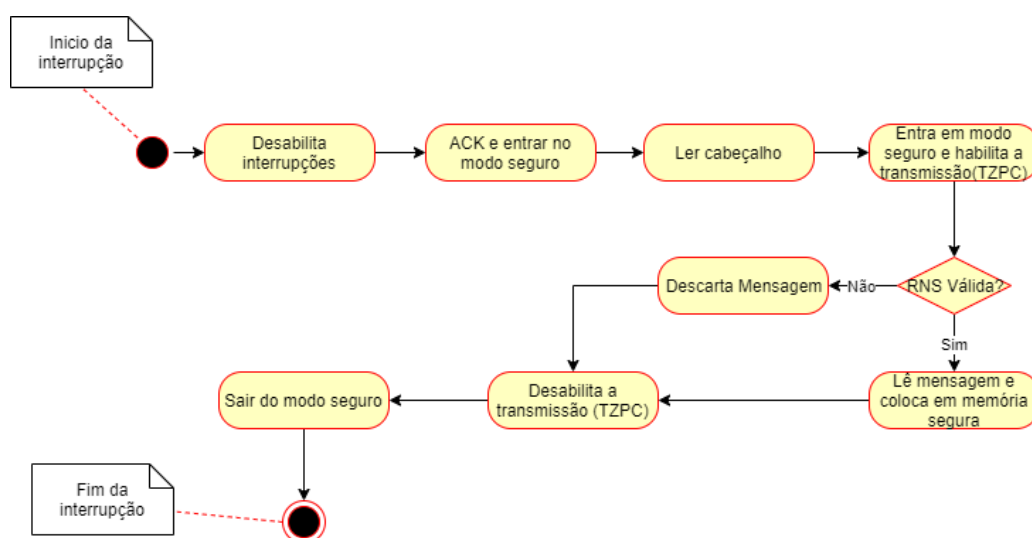 Inicio da
interrupção
Desabilita
interrupções
ACK e entrar no
modo seguro
Ler cabeçalho
Entra em modo
seguro e habilita a
transmissão(TZPC)
Descarta Mensagem
Não
RNS Válida?
Sim
Sair do modo seguro
Desabilita a
transmissão (TZPC)
Lê mensagem e
coloca em memória
segura
Fim da
interrupção